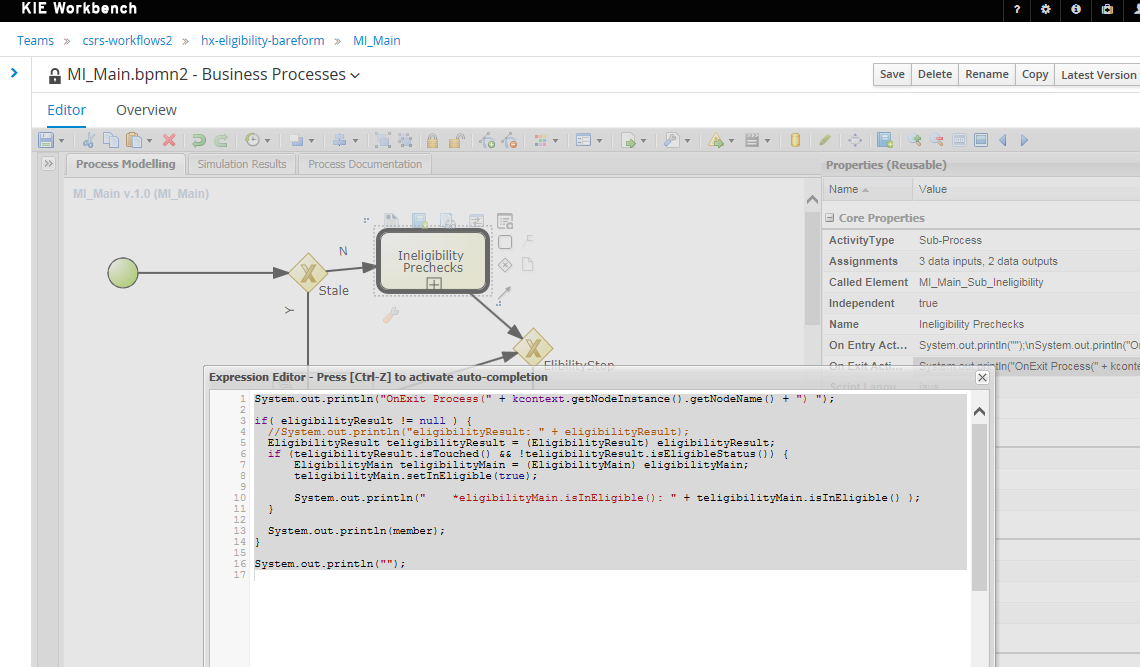 KIE Workbench
?
Teams » csrs-workflows2 » hx-eligibility-bareform » MI_Main
MI_Main.bpmn2 - Business Processes
Save Delete Rename Copy Latest Version
Editor Overview
Process Modelling Simulation Results Process Documentation
Properties (Reusable)
MI_Main v.1.0 (MI_Main)
Name Value
Core Properties
ActivityType Sub-Process
Assignments 3 data inputs, 2 data outputs
Called Element MI_Main_Sub_Ineligibility
Independent true
Name Ineligibility Prechecks
On Entry Act... System.out.println("");\nSystem.out.println("O
On Exit Acti... System.out.println("OnExit Process(" + kconte
Script Langu... java
N
Ineligibility
Prechecks
Stale
Y
ElibilityStop
Expression Editor - Press [Ctrl-Z] to activate auto-completion
1 System.out.println("OnExit Process(" + kcontext.getNodeInstance().getNodeName() + ") ");
2
3 if( eligibilityResult != null ) {
4 //System.out.println("eligibilityResult: " + eligibilityResult);
5 EligibilityResult teligibilityResult = (EligibilityResult) eligibilityResult;
6 if (teligibilityResult.isTouched() && !teligibilityResult.isEligibleStatus()) {
7 EligibilityMain teligibilityMain = (EligibilityMain) eligibilityMain;
8 teligibilityMain.setInEligible(true);
9
10 System.out.println("    *eligibilityMain.isInEligible(): " + teligibilityMain.isInEligible() );
11 }
12
13 System.out.println(member);
14 }
15
16 System.out.println("");
17